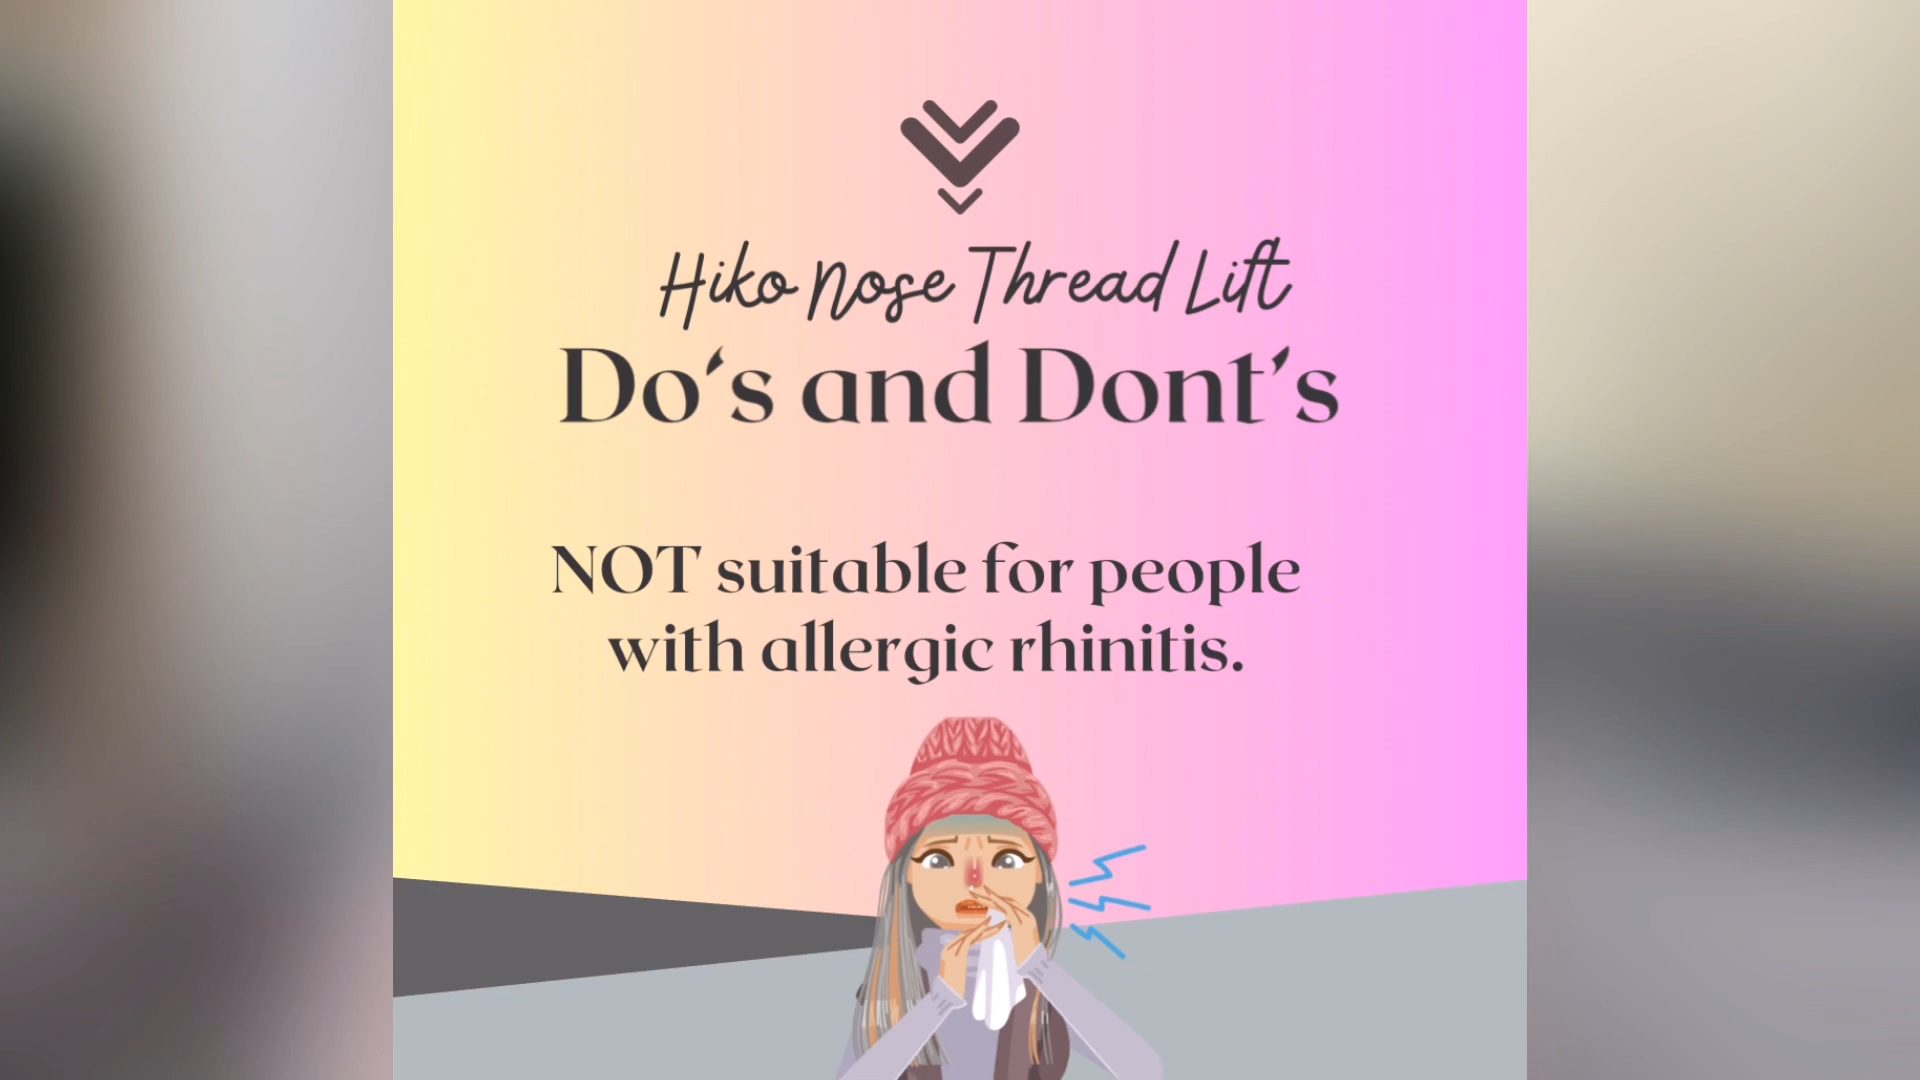 Hiko Nose Thread Lift
Do's and Dont's
NOT suitable for people
with allergic rhinitis.